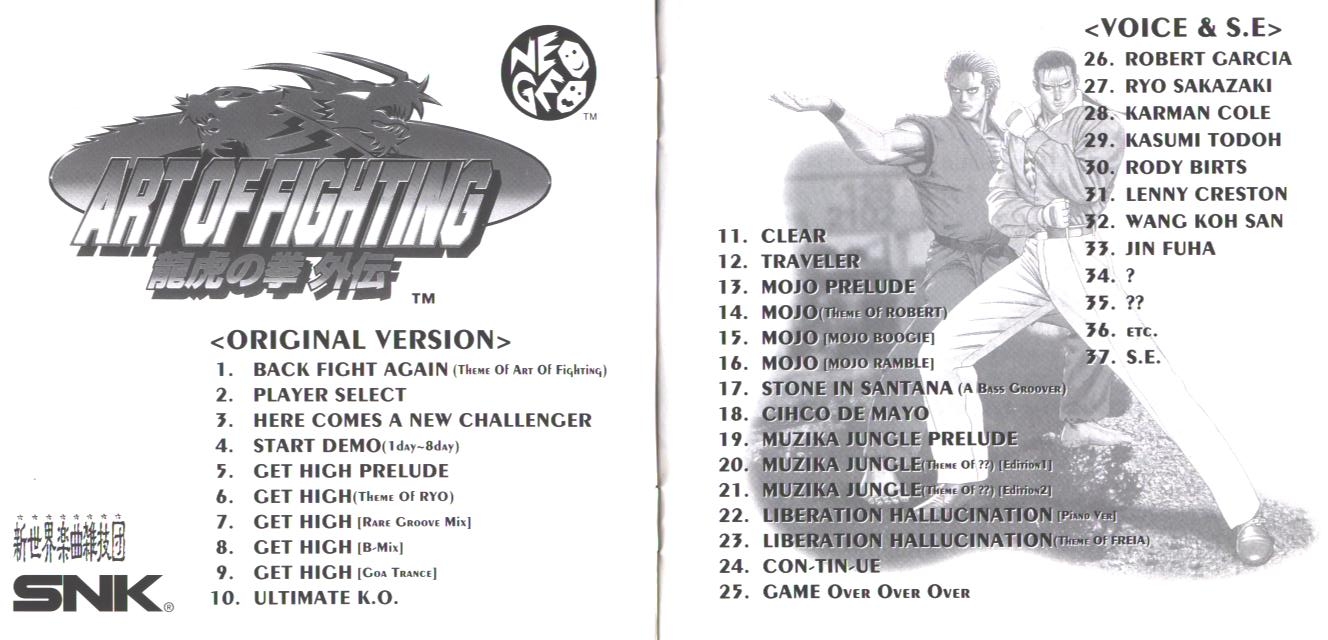 NEO
GEO
TM
ART OF FIGHTING
龍虎の拳 外伝
TM
<ORIGINAL VERSION>
1. BACK FIGHT AGAIN (Theme Of Art Of Fighting)
2. PLAYER SELECT
3. HERE COMES A NEW CHALLENGER
4. START DEMO(1day~8day)
5. GET HIGH PRELUDE
6. GET HIGH(Theme Of RYO)
7. GET HIGH [Rare Groove Mix]
8. GET HIGH [B-Mix]
9. GET HIGH [Goa Trance]
10. ULTIMATE K.O.
新世界楽曲雑技団
SNK®
11. CLEAR
12. TRAVELER
13. MOJO PRELUDE
14. MOJO(Theme Of ROBERT)
15. MOJO [MOJO BOOGIE]
16. MOJO [MOJO RAMBLE]
17. STONE IN SANTANA (A Bass Groover)
18. CIHCO DE MAYO
19. MUZIKA JUNGLE PRELUDE
20. MUZIKA JUNGLE(Theme Of ??) [Edition1]
21. MUZIKA JUNGLE(Theme Of ??) [Edition2]
22. LIBERATION HALLUCINATION [Piano Ver]
23. LIBERATION HALLUCINATION(Theme Of FREIA)
24. CON-TIN-UE
25. GAME Over Over Over
<VOICE & S.E>
26. ROBERT GARCIA
27. RYO SAKAZAKI
28. KARMAN COLE
29. KASUMI TODOH
30. RODY BIRTS
31. LENNY CRESTON
32. WANG KOH SAN
33. JIN FUHA
34. ?
35. ??
36. ETC.
37. S.E.